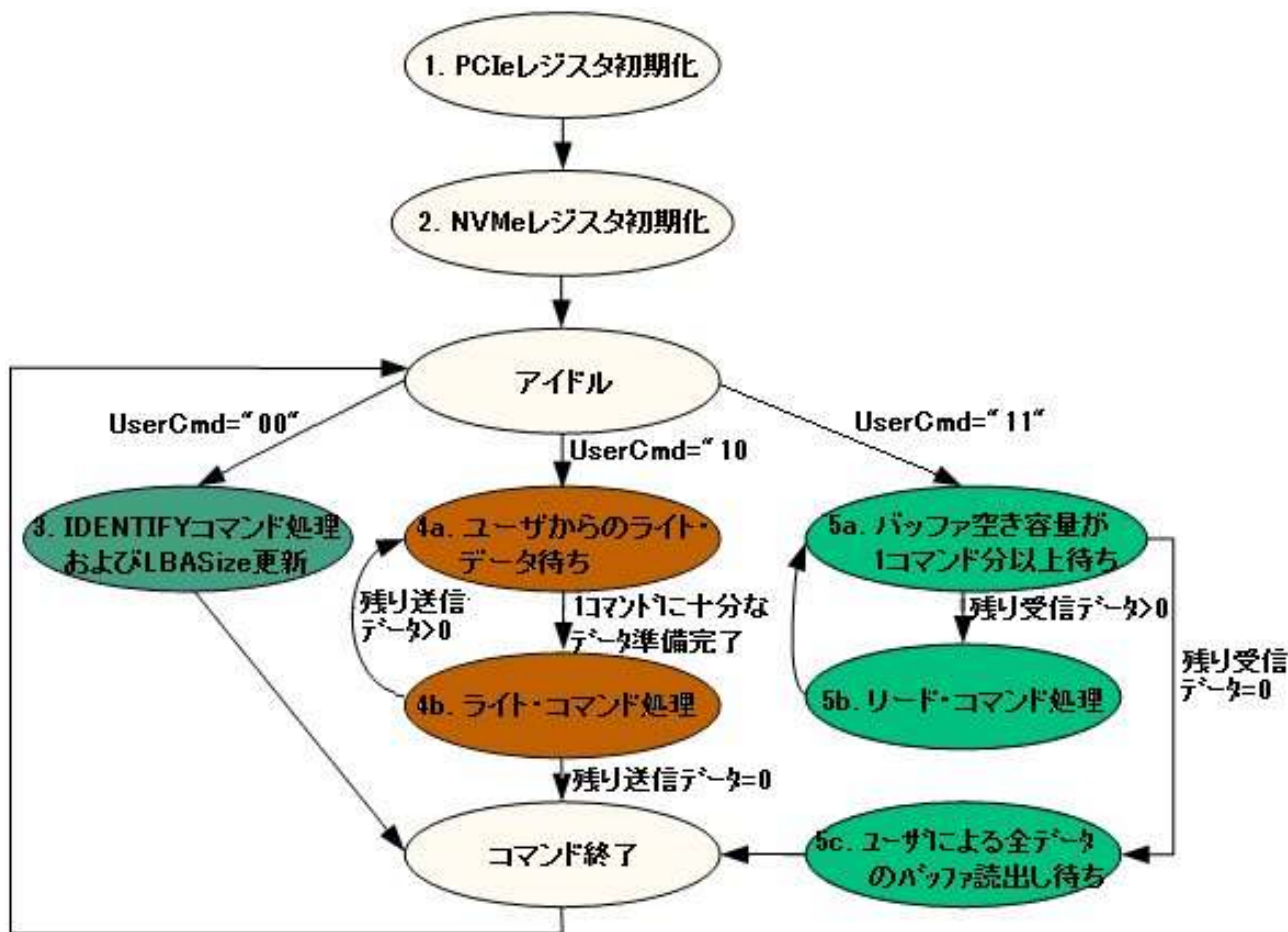 1. PCIeレジスタ初期化
2. NVMeレジスタ初期化
アイドル
UserCmd="00"
UserCmd="10
UserCmd="11"
3. IDENTIFYコマンド処理
およびLBASize更新
4a. ユーザからのライト・
データ待ち
5a. バッファ空き容量が
1コマンド分以上待ち
残り送信
データ>0
1コマンドに十分な
データ準備完了
残り受信データ>0
残り受信
データ=0
4b. ライト・コマンド処理
5b. リード・コマンド処理
残り送信データ=0
コマンド終了
5c. ユーザによる全データ
のバッファ読出し待ち